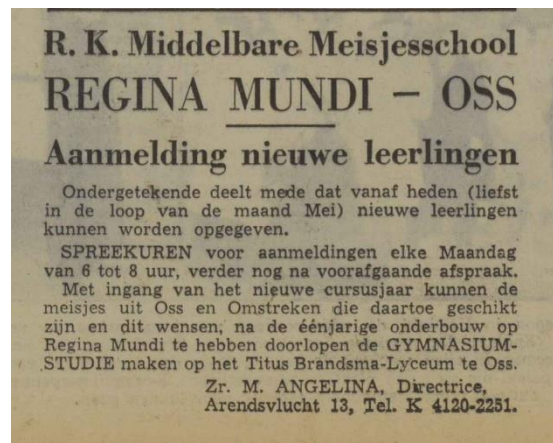 R. K. Middelbare Meisjesschool
REGINA MUNDI — OSS
Aanmelding nieuwe leerlingen
Ondergetekende deelt mede dat vanaf heden (liefst
in de loop van de maand Mei) nieuwe leerlingen
kunnen worden opgegeven.
SPREEKUREN voor aanmeldingen elke Maandag
van 6 tot 8 uur, verder nog na voorafgaande afspraak.
Met ingang van het nieuwe cursusjaar kunnen de
meisjes uit Oss en Omstreken die daartoe geschikt
zijn en dit wensen, na de éénjarige onderbouw op
Regina Mundi te hebben doorlopen de GYMNASIUM-
STUDIE maken op het Titus Brandsma-Lyceum te Oss.
Zr. M. ANGELINA, Directrice,
Arendsvlucht 13, Tel. K 4120-2251.